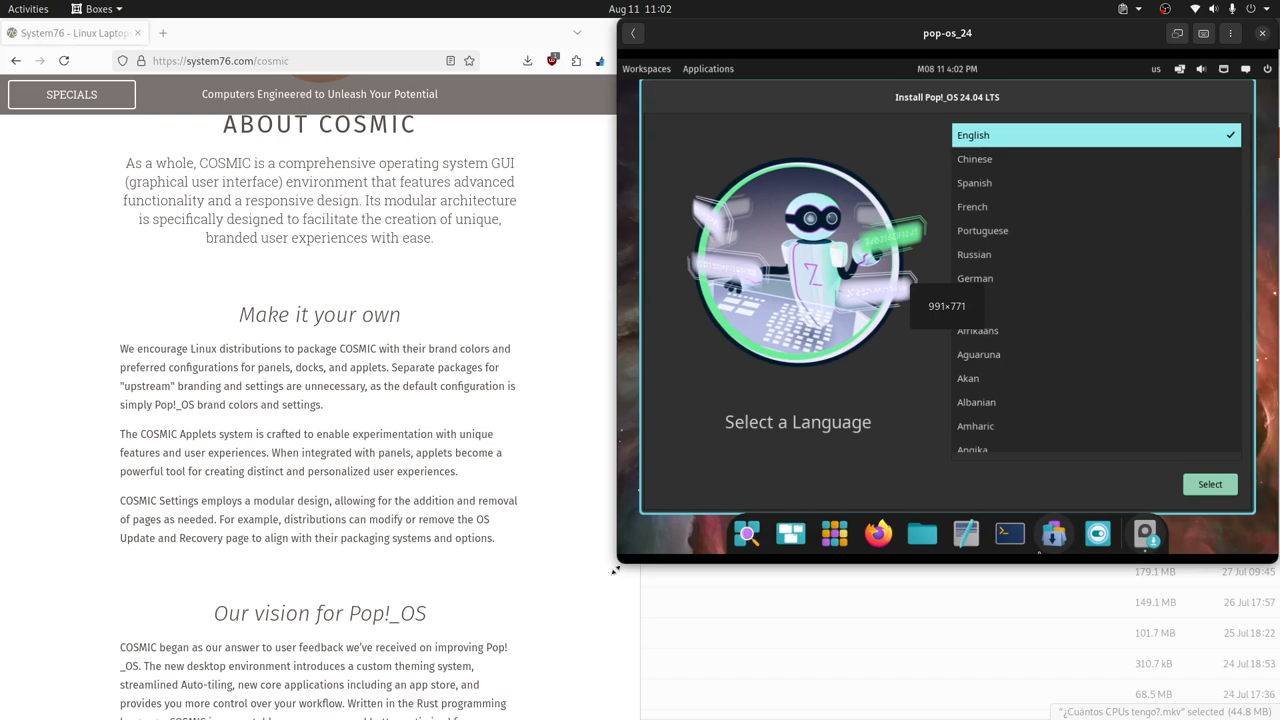 Activities
Boxes
Aug 11  11:02
System76 - Linux Laptop
https://system76.com/cosmic
1
SPECIALS
Computers Engineered to Unleash Your Potential
ABOUT COSMIC
As a whole, COSMIC is a comprehensive operating system GUI
(graphical user interface) environment that features advanced
functionality and a responsive design. Its modular architecture
is specifically designed to facilitate the creation of unique,
branded user experiences with ease.
Make it your own
We encourage Linux distributions to package COSMIC with their brand colors and
preferred configurations for panels, docks, and applets. Separate packages for
"upstream" branding and settings are unnecessary, as the default configuration is
simply Pop!_OS brand colors and settings.
The COSMIC Applets system is crafted to enable experimentation with unique
features and user experiences. When integrated with panels, applets become a
powerful tool for creating distinct and personalized user experiences.
COSMIC Settings employs a modular design, allowing for the addition and removal
of pages as needed. For example, distributions can modify or remove the OS
Update and Recovery page to align with their packaging systems and options.
Our vision for Pop!_OS
COSMIC began as our answer to user feedback we've received on improving Pop!
_OS. The new desktop environment introduces a custom theming system,
streamlined Auto-tiling, new core applications including an app store, and
provides you more control over your workflow. Written in the Rust programming
pop-os_24
Workspaces
Applications
M08 11 4:02 PM
us
Install Pop!_OS 24.04 LTS
Select a Language
English
Chinese
Spanish
French
Portuguese
Russian
German
991×771
Afrikaans
Aguaruna
Akan
Albanian
Amharic
Angika
Select
179.1 MB 27 Jul 09:45
149.1 MB 26 Jul 17:57
101.7 MB 25 Jul 18:22
310.7 kB 24 Jul 18:53
68.5 MB 24 Jul 17:36
"¿Cuántos CPUs tengo?.mkv" selected (44.8 MB)